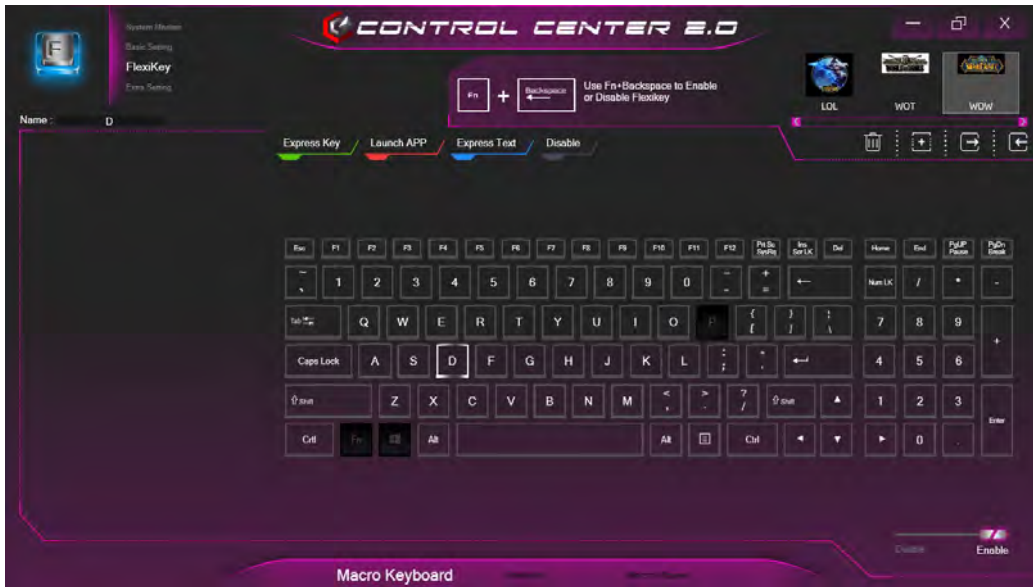 CONTROL CENTER 2.0
System Monitor
Basic Setting
FlexiKey
Extra Setting
Name : D
Fn + Backspace Use Fn+Backspace to Enable
or Disable Flexikey
LOL WOT WOW
Express Key Launch APP Express Text Disable
Esc F1 F2 F3 F4 F5 F6 F7 F8 F9 F10 F11 F12 Prt Sc SysRq Ins Scr LK Del Home End PgUP Pause PgDn Break
~ ` 1 2 3 4 5 6 7 8 9 0 _ - + = ← Num LK / * -
Tab Q W E R T Y U I O P { [ } ] | \ 7 8 9 +
Caps Lock A S D F G H J K L : ; 4 5 6
⇧ Shift Z X C V B N M < , > . ? / ⇧ Shift ▲ 1 2 3 Enter
Crtl Fn Alt Alt Ctrl ◄ ▼ ► 0 .
Disable Enable
Macro Keyboard